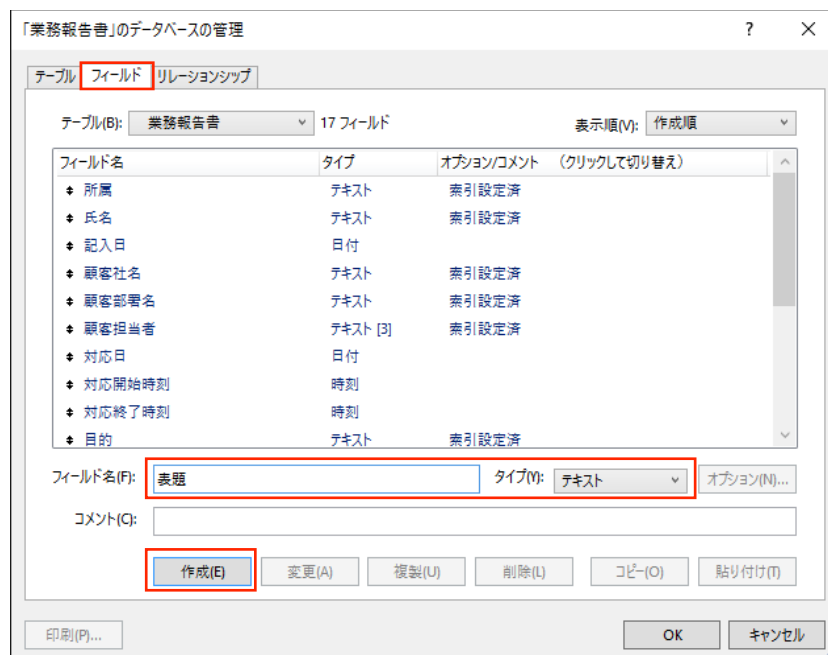 「業務報告書」のデータベースの管理 ?
テーブル フィールド リレーションシップ
テーブル(B): 業務報告書 17 フィールド 表示順(V): 作成順
フィールド名 タイプ オプション/コメント (クリックして切り替え)
所属 テキスト 索引設定済
氏名 テキスト 索引設定済
記入日 日付
顧客社名 テキスト 索引設定済
顧客部署名 テキスト 索引設定済
顧客担当者 テキスト [3] 索引設定済
対応日 日付
対応開始時刻 時刻
対応終了時刻 時刻
目的 テキスト 索引設定済
フィールド名(F): 表題 タイプ(Y): テキスト オプション(N)...
コメント(C):
作成(E) 変更(A) 複製(U) 削除(L) コピー(O) 貼り付け(T)
印刷(P)... OK キャンセル